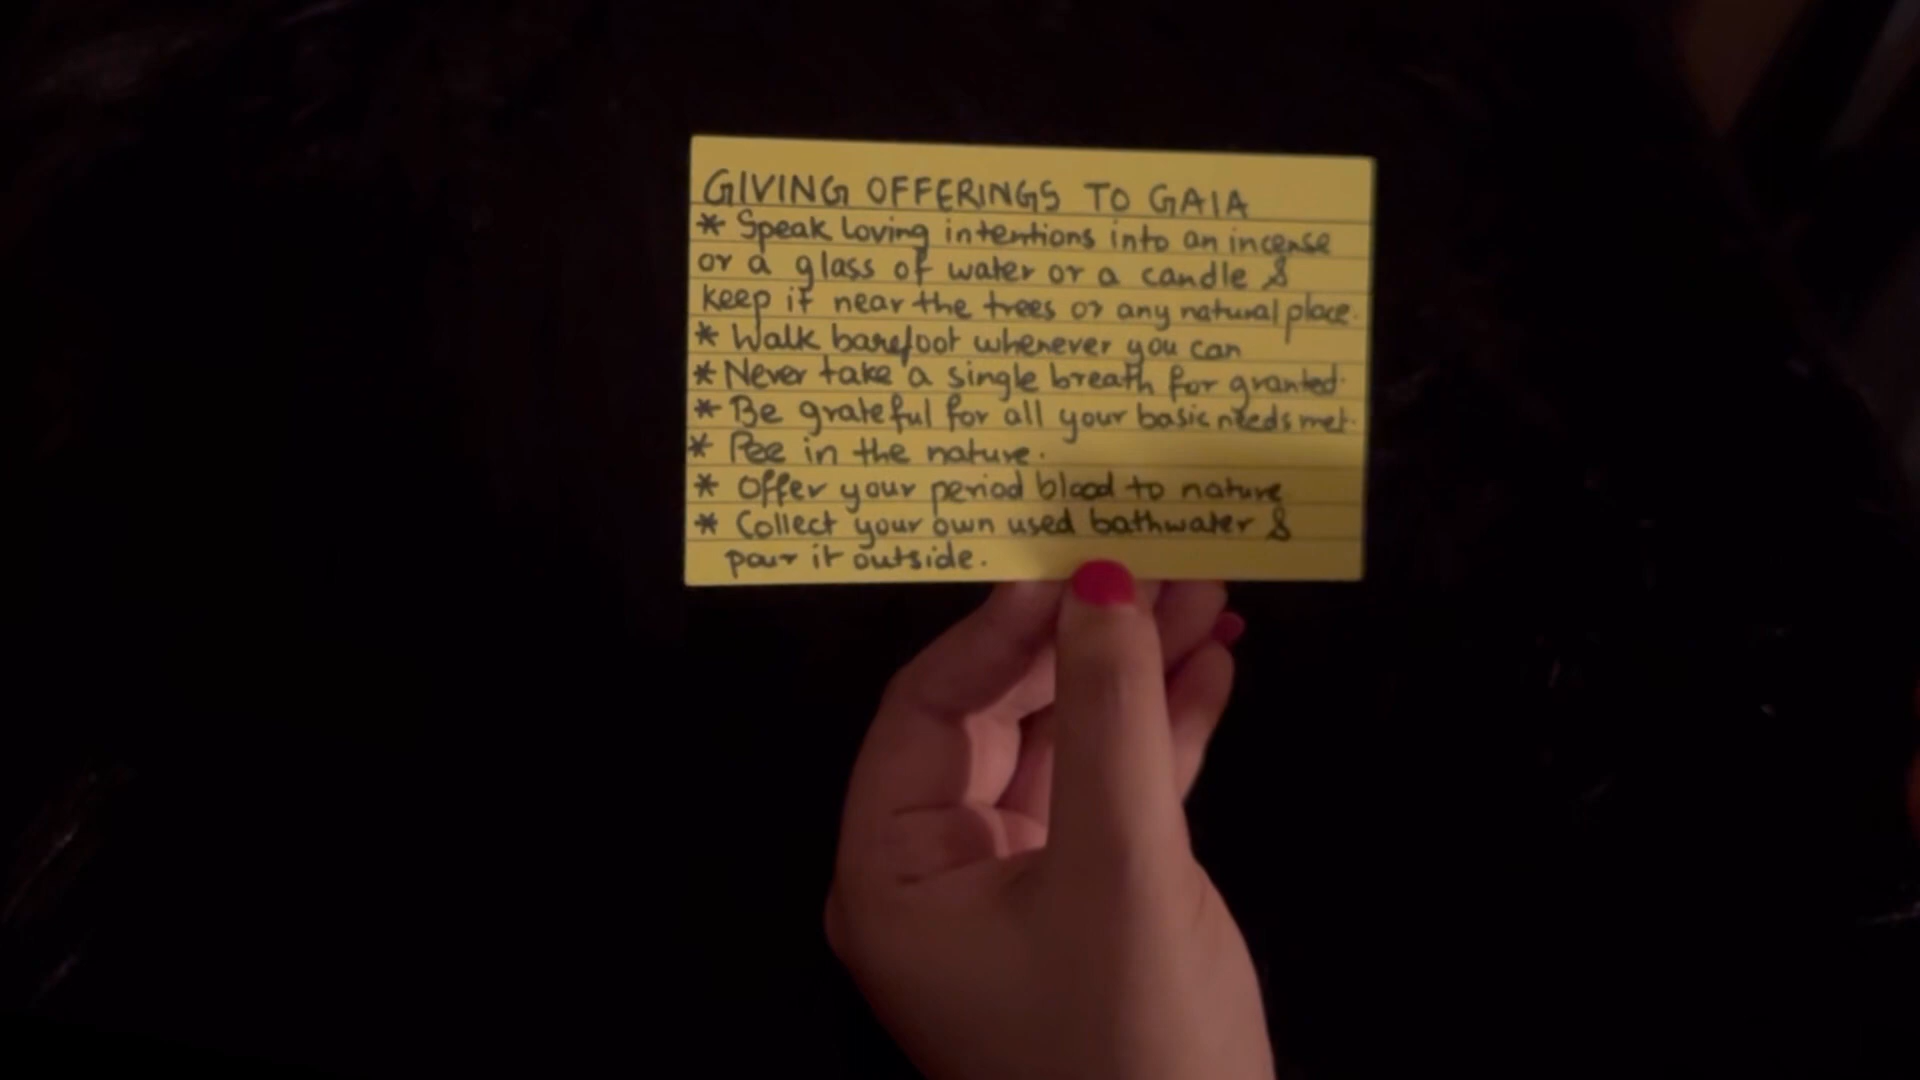 GIVING OFFERINGS TO GAIA
* Speak loving intentions into an incense
or a glass of water or a candle &
keep it near the trees or any natural place.
* Walk barefoot whenever you can
* Never take a single breath for granted.
* Be grateful for all your basic needs met.
* Pee in the nature.
* Offer your period blood to nature
* Collect your own used bathwater &
pour it outside.